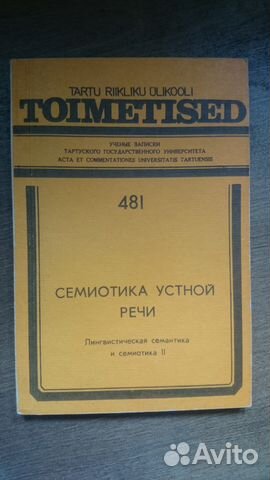 TARTU RIIKLIKU ÜLIKOOLI
TOIMETISED
УЧЕНЫЕ ЗАПИСКИ
ТАРТУСКОГО ГОСУДАРСТВЕННОГО УНИВЕРСИТЕТА
ACTA ET COMMENTATIONES UNIVERSITATIS TARTUENSIS
481
СЕМИОТИКА УСТНОЙ
РЕЧИ
Лингвистическая семантика
и семиотика II
Avito